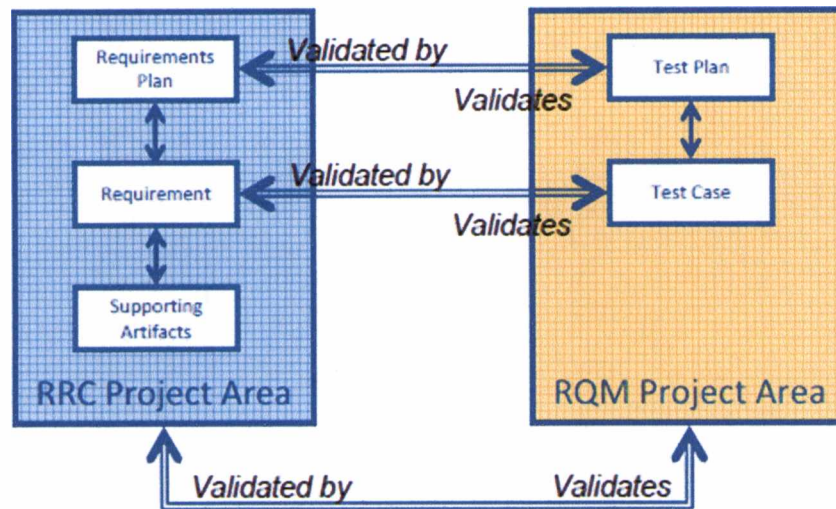 Requirements
Plan
Validated by
Test Plan
Validates
Requirement
Validated by
Test Case
Validates
Supporting
Artifacts
RRC Project Area
RQM Project Area
Validated by
Validates